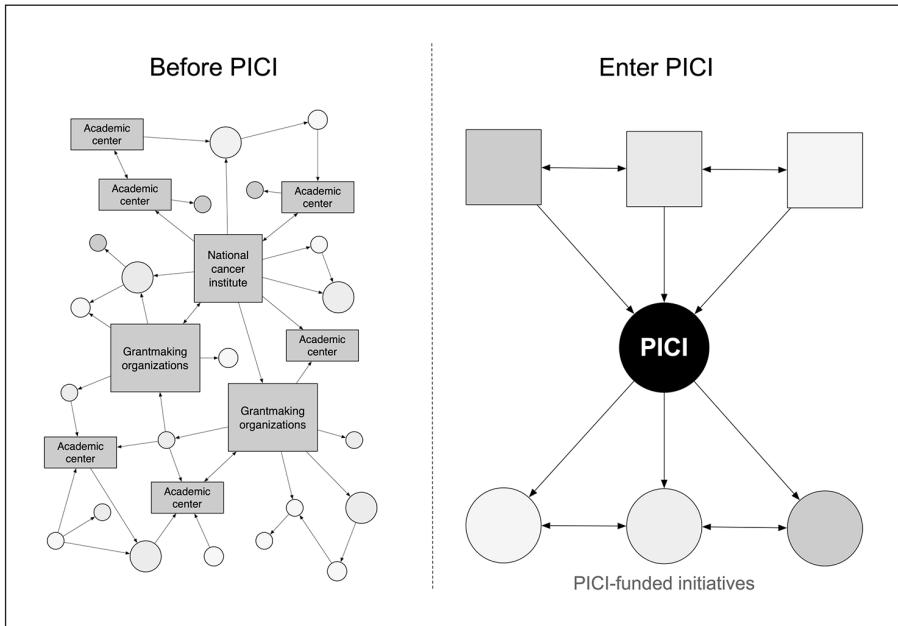 Before PICI
Academic
center
Academic
center
Academic
center
National
cancer
institute
Grantmaking
organizations
Academic
center
Grantmaking
organizations
Academic
center
Academic
center
Enter PICI
PICI
PICI-funded initiatives